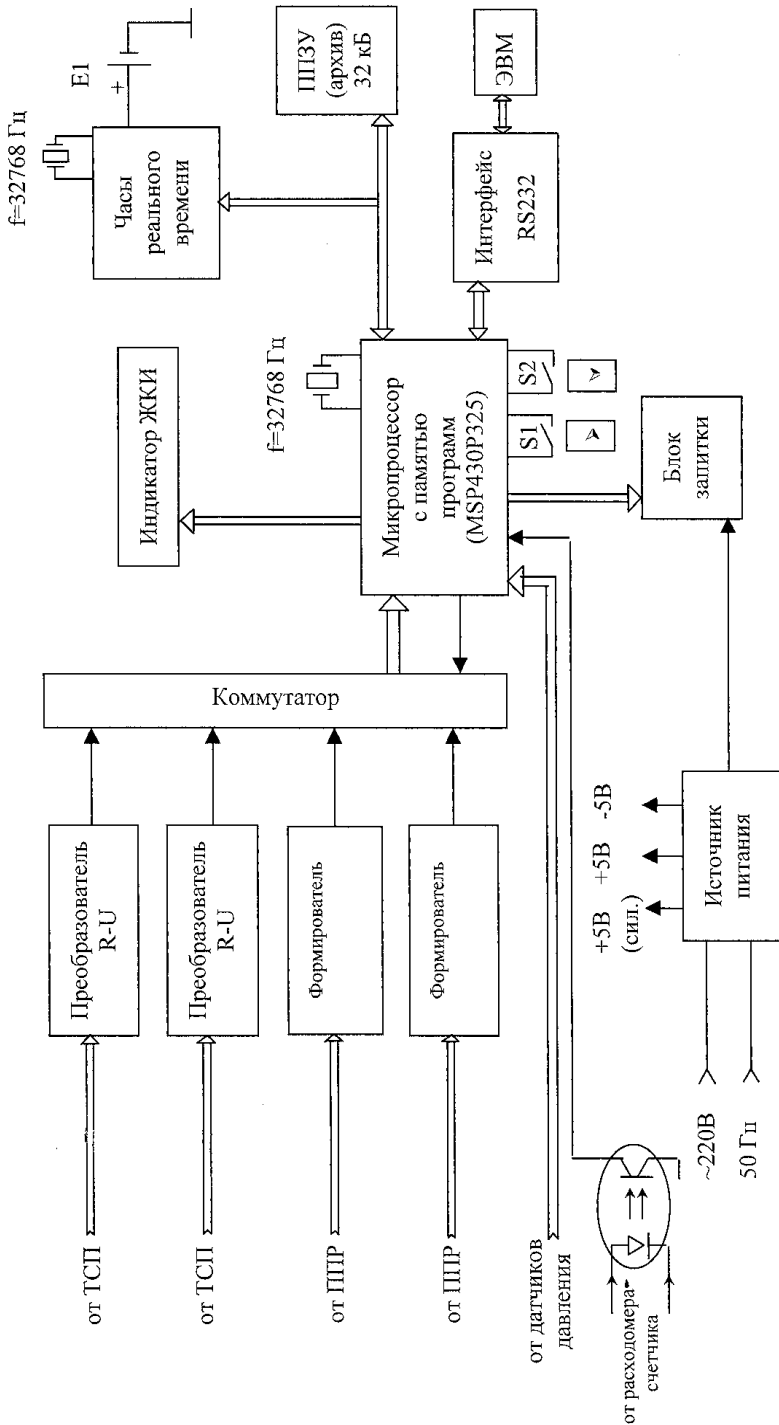 f=32768 Гц
Часы
реального
времени
E1
+
ППЗУ
(архив)
32 кБ
Индикатор ЖКИ
f=32768 Гц
Микропроцессор
с памятью
программ
(MSP430P325)
Интерфейс
RS232
ЭВМ
S1
S2
Блок
запитки
Коммутатор
Преобразователь
R-U
Преобразователь
R-U
Формирователь
Формирователь
+5В
(сил.)
+5В
-5В
Источник
питания
от ТСП
от ТСП
от ППР
от ППР
от датчиков
давления
от расходомера-
счетчика
~220В
50 Гц